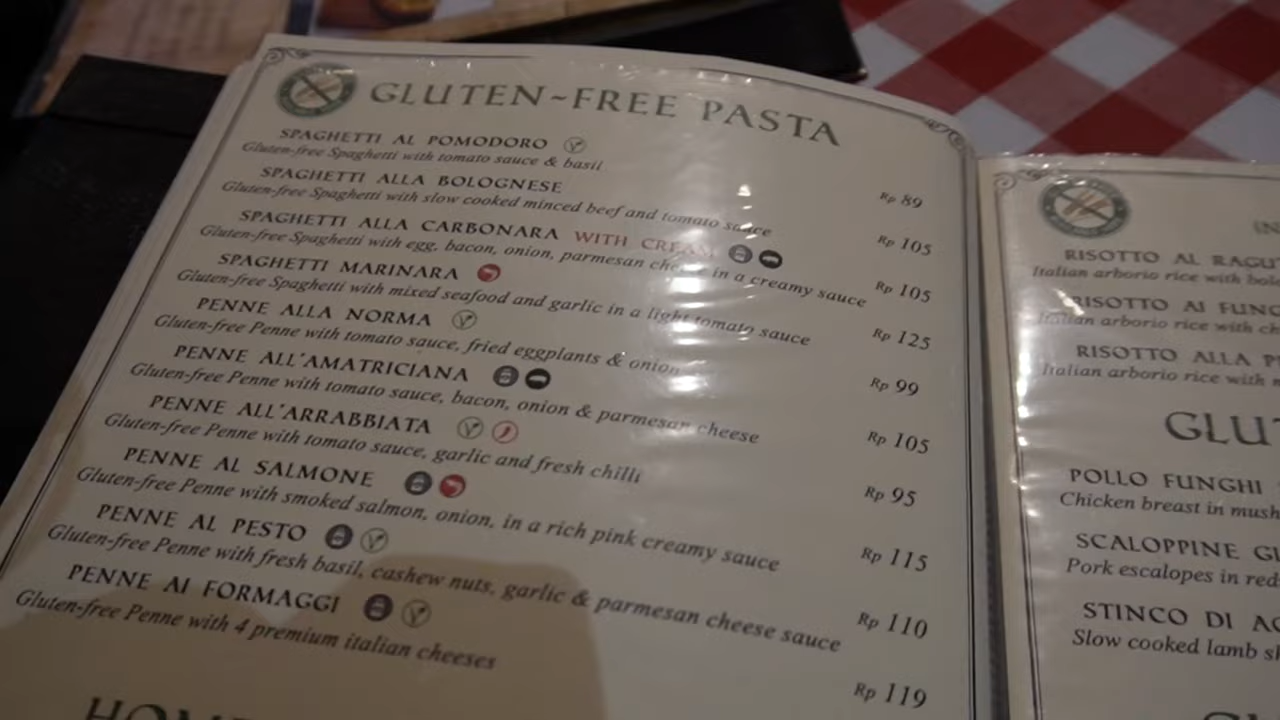 GLUTEN~FREE PASTA
SPAGHETTI AL POMODORO
Gluten-free Spaghetti with tomato sauce & basil
Rp 89
SPAGHETTI ALLA BOLOGNESE
Gluten-free Spaghetti with slow cooked minced beef and tomato sauce
Rp 105
SPAGHETTI ALLA CARBONARA WITH CREAM
Gluten-free Spaghetti with egg, bacon, onion, parmesan cheese in a creamy sauce
Rp 105
SPAGHETTI MARINARA
Gluten-free Spaghetti with mixed seafood and garlic in a light tomato sauce
Rp 125
PENNE ALLA NORMA
Gluten-free Penne with tomato sauce, fried eggplants & onion
Rp 99
PENNE ALL'AMATRICIANA
Gluten-free Penne with tomato sauce, bacon, onion & parmesan cheese
Rp 105
PENNE ALL'ARRABBIATA
Gluten-free Penne with tomato sauce, garlic and fresh chilli
Rp 95
PENNE AL SALMONE
Gluten-free Penne with smoked salmon, onion, in a rich pink creamy sauce
Rp 115
PENNE AL PESTO
Gluten-free Penne with fresh basil, cashew nuts, garlic & parmesan cheese sauce
Rp 110
PENNE AI FORMAGGI
Gluten-free Penne with 4 premium italian cheeses
Rp 119
RISOTTO AL RAGU
Italian arborio rice with
RISOTTO AI FUNG
Italian arborio rice with
RISOTTO ALLA
Italian arborio rice with
GLU
POLLO FUNGHI
Chicken breast in mush
SCALOPPINE
Pork escalopes in red
STINCO DI
Slow cooked lamb